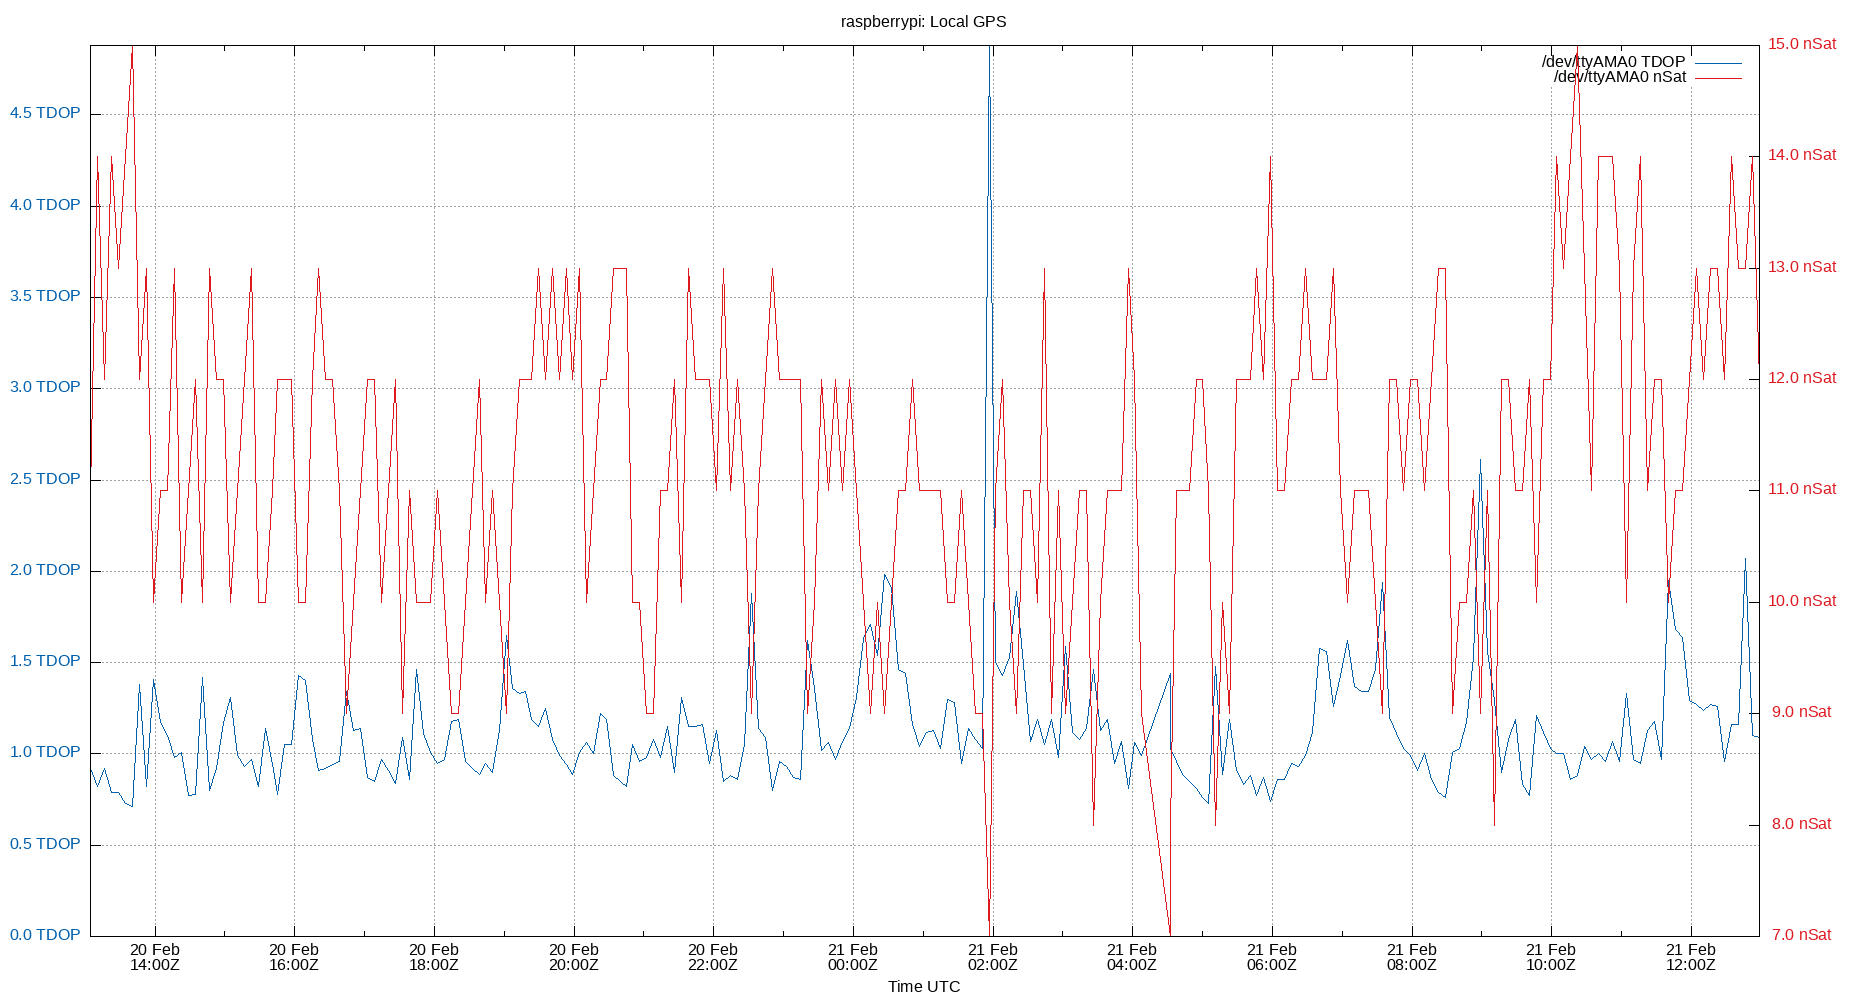 raspberrypi: Local GPS
/dev/ttyAMA0 TDOP
/dev/ttyAMA0 nSat
4.5 TDOP
4.0 TDOP
3.5 TDOP
3.0 TDOP
2.5 TDOP
2.0 TDOP
1.5 TDOP
1.0 TDOP
0.5 TDOP
0.0 TDOP
15.0 nSat
14.0 nSat
13.0 nSat
12.0 nSat
11.0 nSat
10.0 nSat
9.0 nSat
8.0 nSat
7.0 nSat
20 Feb
14:00Z
20 Feb
16:00Z
20 Feb
18:00Z
20 Feb
20:00Z
20 Feb
22:00Z
21 Feb
00:00Z
21 Feb
02:00Z
21 Feb
04:00Z
21 Feb
06:00Z
21 Feb
08:00Z
21 Feb
10:00Z
21 Feb
12:00Z
Time UTC